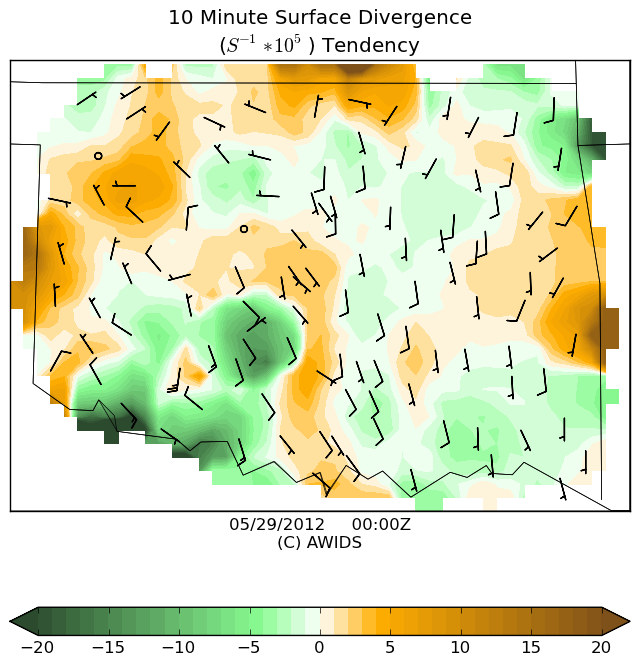 10 Minute Surface Divergence
(S⁻¹ *10⁵ ) Tendency
05/29/2012 00:00Z
(C) AWIDS
−20 −15 −10 −5 0 5 10 15 20